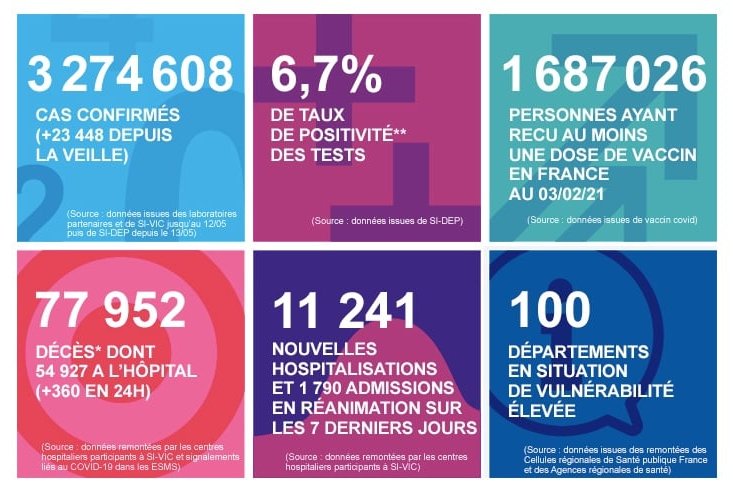 3 274 608
CAS CONFIRMÉS
(+23 448 DEPUIS
LA VEILLE)
(Source : données issues des laboratoires
partenaires et de SI-VIC jusqu'au 12/05
puis de SI-DEP depuis le 13/05)
6,7%
DE TAUX
DE POSITIVITÉ**
DES TESTS
(Source : données issues de SI-DEP)
1 687 026
PERSONNES AYANT
RECU AU MOINS
UNE DOSE DE VACCIN
EN FRANCE
AU 03/02/21
(Source : données issues de vaccin covid)
77 952
DÉCÈS* DONT
54 927 A L'HÔPITAL
(+360 EN 24H)
(Source : données remontées par les centres
hospitaliers participants à SI-VIC et signalements
liés au COVID-19 dans les ESMS)
11 241
NOUVELLES
HOSPITALISATIONS
ET 1 790 ADMISSIONS
EN RÉANIMATION SUR
LES 7 DERNIERS JOURS
(Source : données remontées par les centres
hospitaliers participants à SI-VIC)
100
DÉPARTEMENTS
EN SITUATION
DE VULNÉRABILITÉ
ÉLEVÉE
(Source : données issues des remontées des
Cellules régionales de Santé publique France
et des Agences régionales de santé)